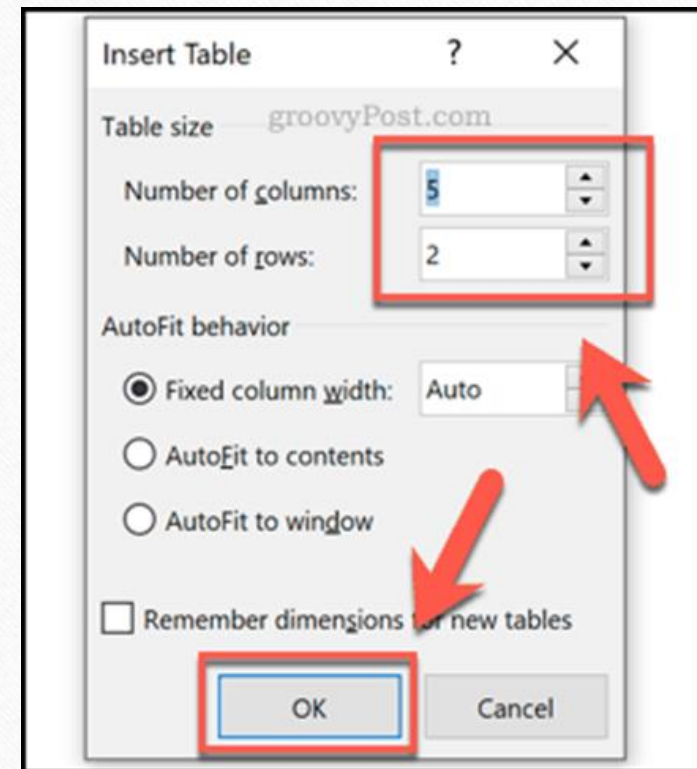 Insert Table ?
groovyPost.com
Table size
Number of columns: 5
Number of rows: 2
AutoFit behavior
Fixed column width: Auto
AutoFit to contents
AutoFit to window
Remember dimensions for new tables
OK Cancel